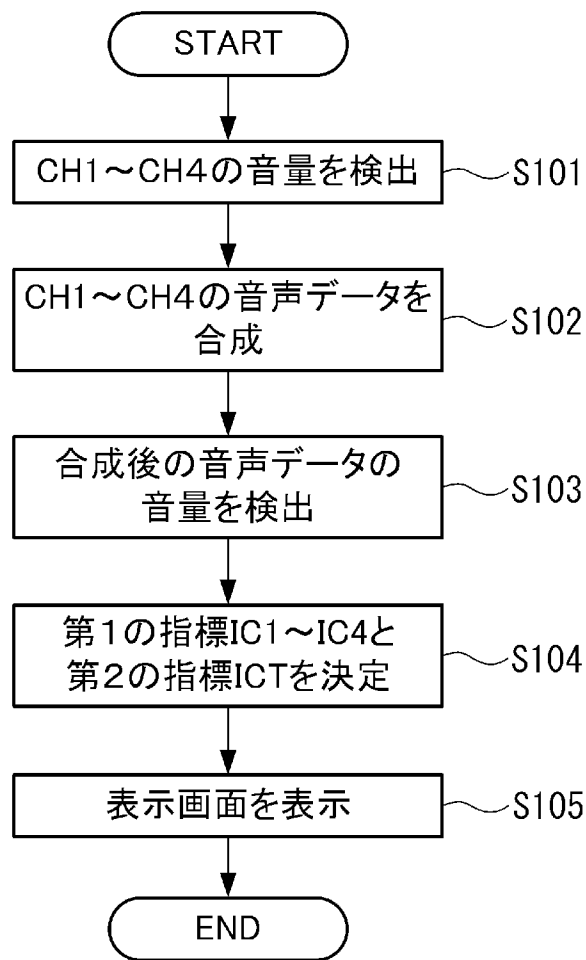 START
CH1～CH4の音量を検出
S101
CH1～CH4の音声データを
合成
S102
合成後の音声データの
音量を検出
S103
第1の指標IC1～IC4と
第2の指標ICTを決定
S104
表示画面を表示
S105
END